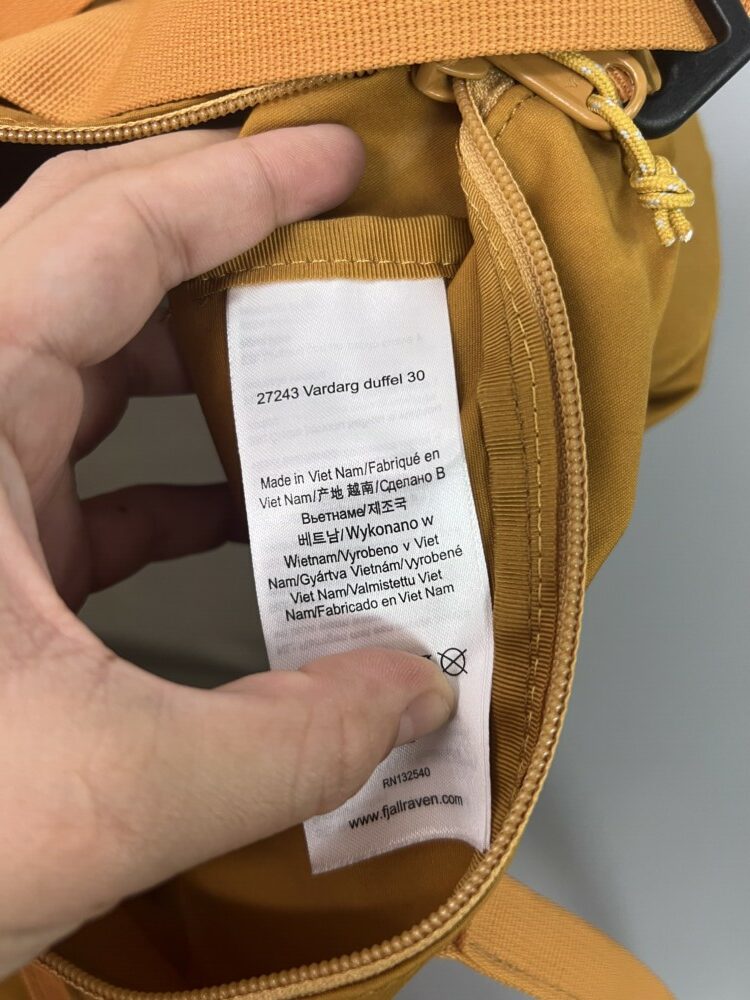 27243 Vardarg duffel 30
Made in Viet Nam/Fabriqué en
Viet Nam/产地 越南/Сделано В
Вьетнаме/제조국
베트남/Wykonano w
Wietnam/Vyrobeno v Viet
Nam/Gyártva Vietnám/Vyrobené
Viet Nam/Valmistettu Viet
Nam/Fabricado en Viet Nam
RN132540
www.fjallraven.com